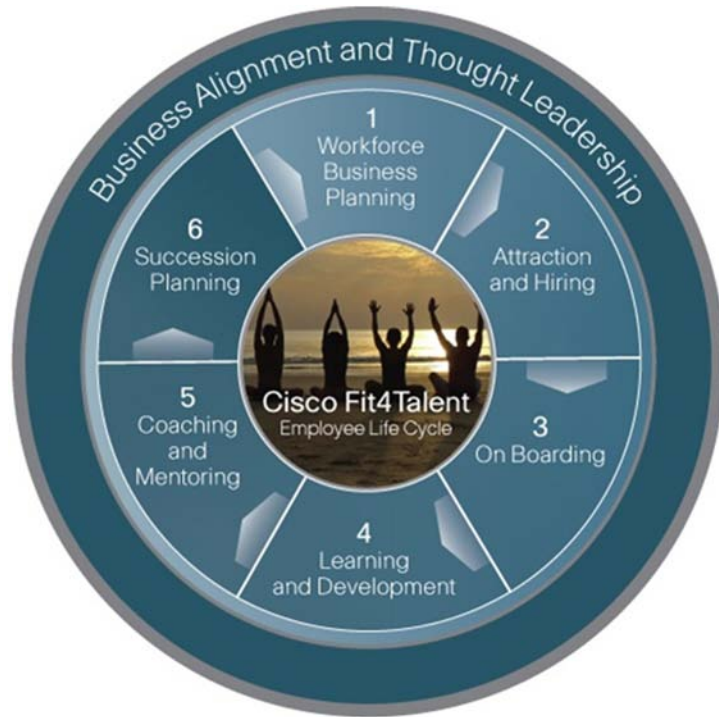 Business Alignment and Thought Leadership
1
Workforce
Business
Planning
2
Attraction
and Hiring
3
On Boarding
4
Learning
and Development
5
Coaching
and
Mentoring
6
Succession
Planning
Cisco Fit4Talent
Employee Life Cycle